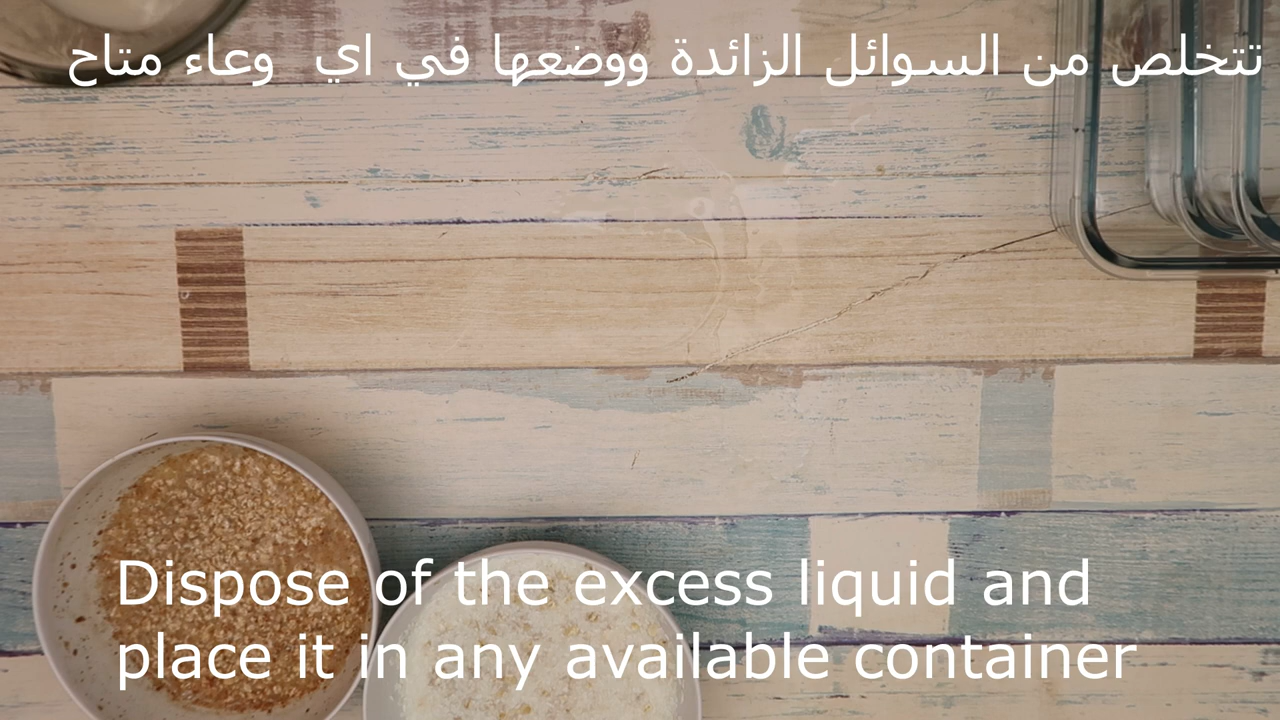 تتخلص من السوائل الزائدة ووضعها في اي وعاء متاح
Dispose of the excess liquid and
place it in any available container